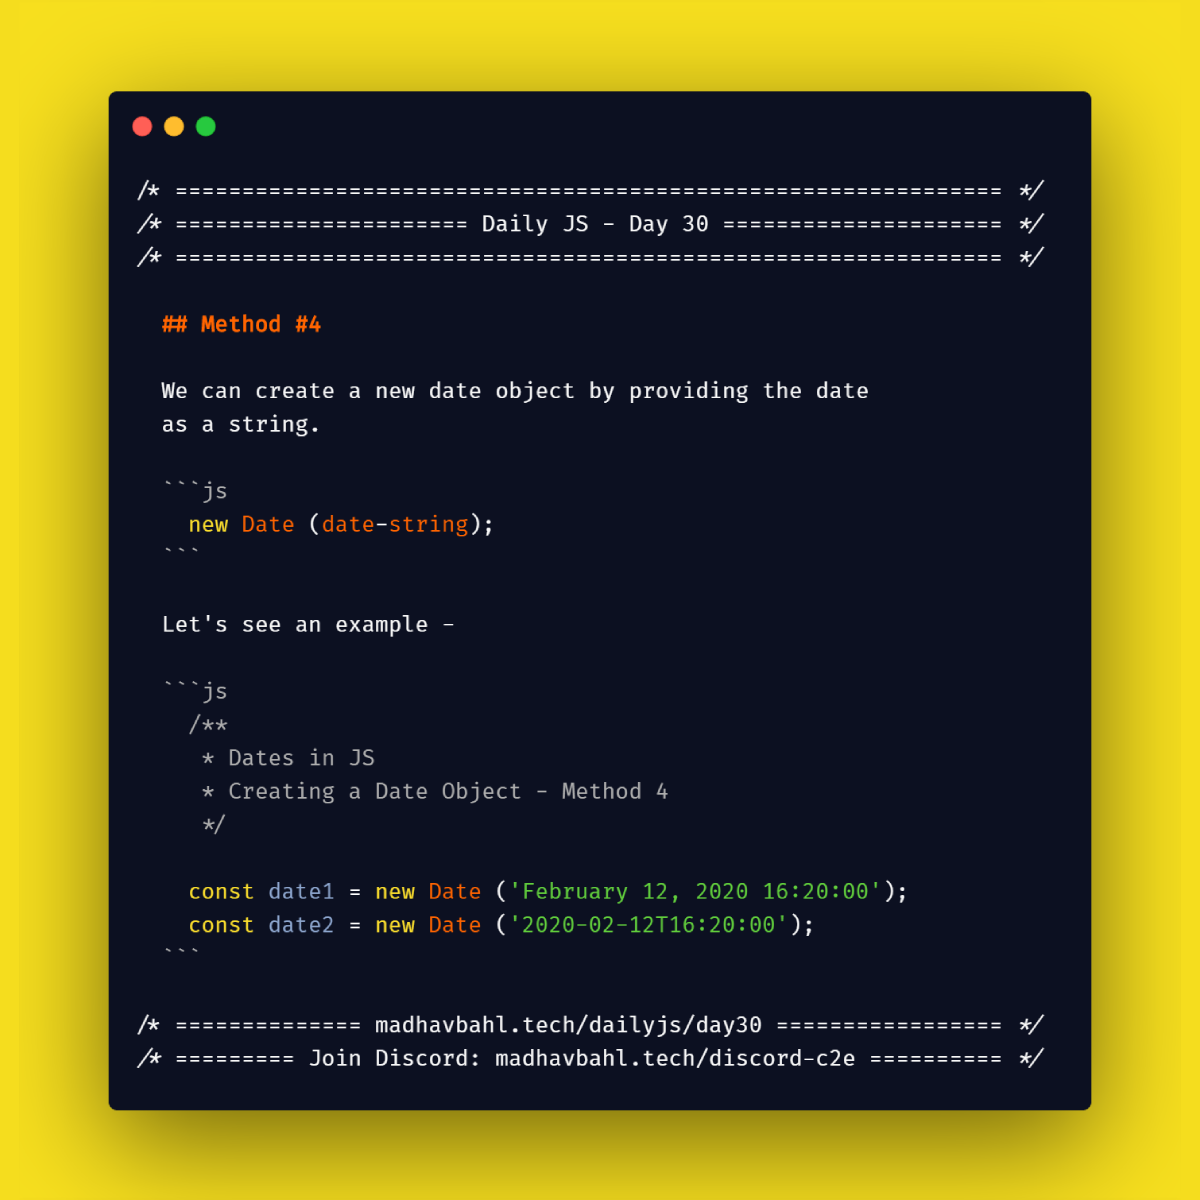 /* ============================================================== */
/* ====================== Daily JS - Day 30 ===================== */
/* ============================================================== */
## Method #4
We can create a new date object by providing the date
as a string.
```js
new Date (date-string);
```
Let's see an example -
```js
/**
* Dates in JS
* Creating a Date Object - Method 4
*/
const date1 = new Date ('February 12, 2020 16:20:00');
const date2 = new Date ('2020-02-12T16:20:00');
```
/* ============== madhavbahl.tech/dailyjs/day30 ================= */
/* ========= Join Discord: madhavbahl.tech/discord-c2e ========== */